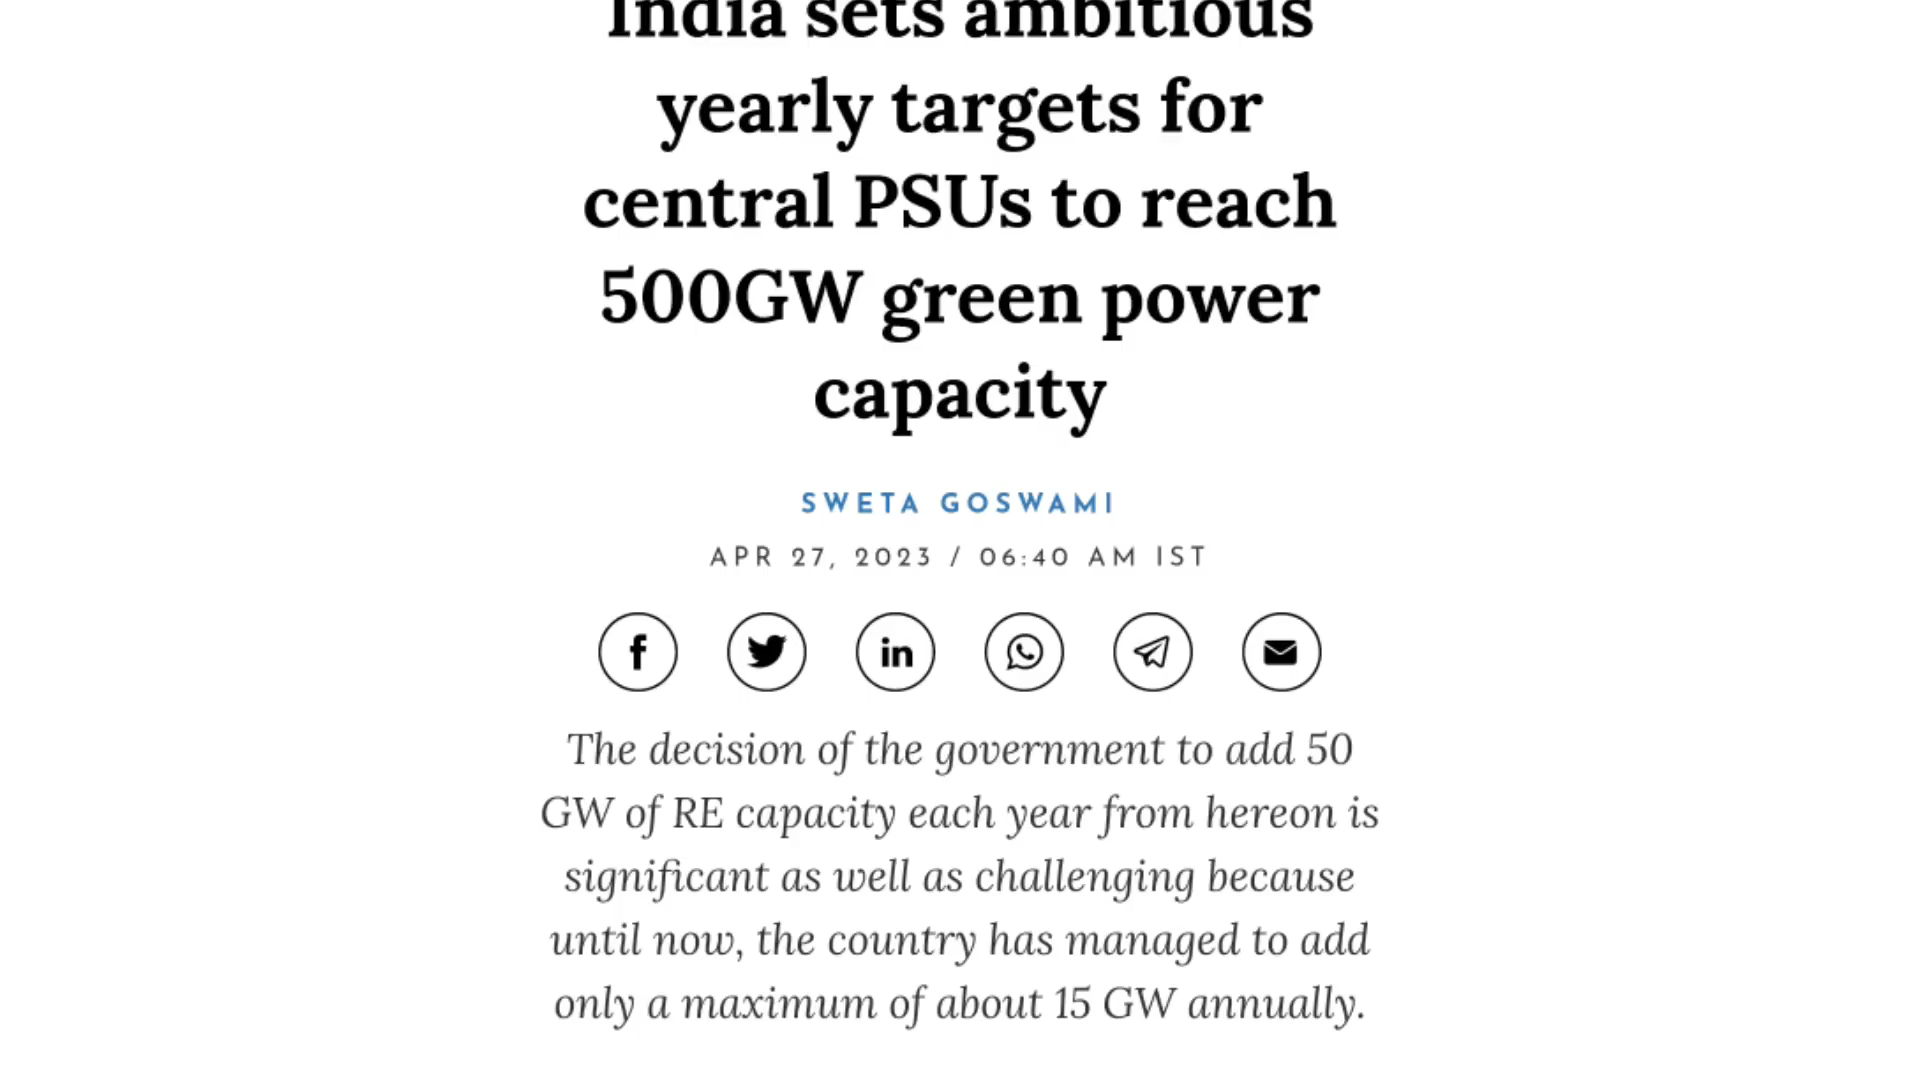 India sets ambitious
yearly targets for
central PSUs to reach
500GW green power
capacity
SWETA GOSWAMI
APR 27, 2023 / 06:40 AM IST
The decision of the government to add 50
GW of RE capacity each year from hereon is
significant as well as challenging because
until now, the country has managed to add
only a maximum of about 15 GW annually.